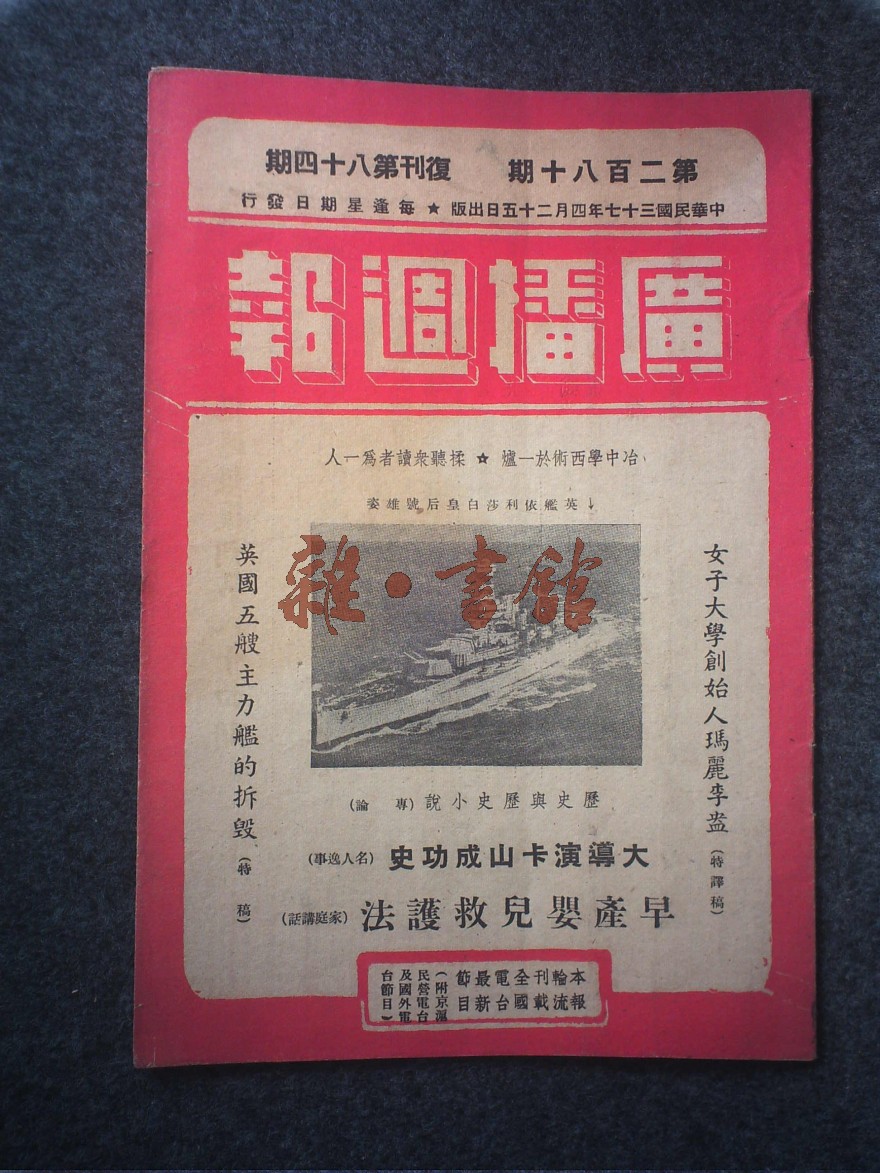 第二百八十期 復刊第八十四期
中華民國三十七年四月二十五日出版 ★ 每逢星期日發行
廣播週報
冶中學西術於一爐 ★ 揉聽衆讀者爲一人
↓英艦依利莎白皇后號雄姿
女子大學創始人瑪麗李盎(特譯稿)
雜·書館
英國五艘主力艦的拆毀(特稿)
歷史與歷史小說(專論)
大導演卡山成功史(名人逸事)
早產嬰兒救護法(家庭講話)
本報輪流刊載全國電台最新節目
(附京滬民營電台及國外電台節目)